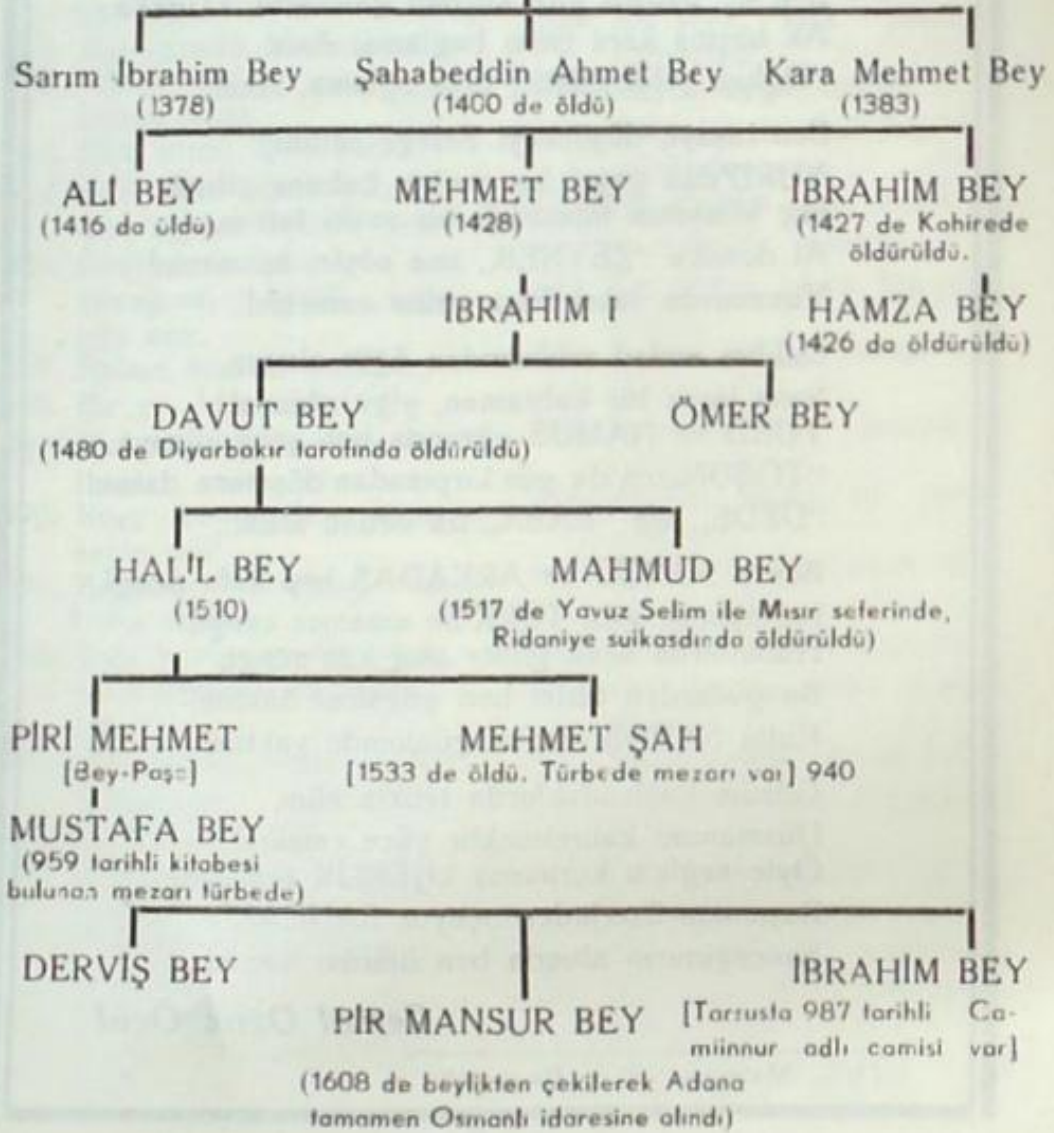 Sarım İbrahim Bey Şahabeddin Ahmet Bey Kara Mehmet Bey
(1378) (1400 de öldü) (1383)
ALİ BEY MEHMET BEY İBRAHİM BEY
(1416 da öldü) (1428) (1427 de Kahirede
öldürüldü.
İBRAHİM I HAMZA BEY
(1426 da öldürüldü)
DAVUT BEY ÖMER BEY
(1480 de Diyarbakır tarafında öldürüldü)
HALİL BEY MAHMUD BEY
(1510) (1517 de Yavuz Selim ile Mısır seferinde,
Ridaniye suikasdında öldürüldü)
PİRİ MEHMET MEHMET ŞAH
[Bey-Paşa] [1533 de öldü. Türbede mezarı var] 940
MUSTAFA BEY
(959 tarihli kitabesi
bulunan mezarı türbede)
DERVİŞ BEY İBRAHİM BEY
PİR MANSUR BEY [Tarsusta 987 tarihli Ca-
miinnur adlı camisi var]
(1608 de beylikten çekilerek Adana
tamamen Osmanlı idaresine alındı)